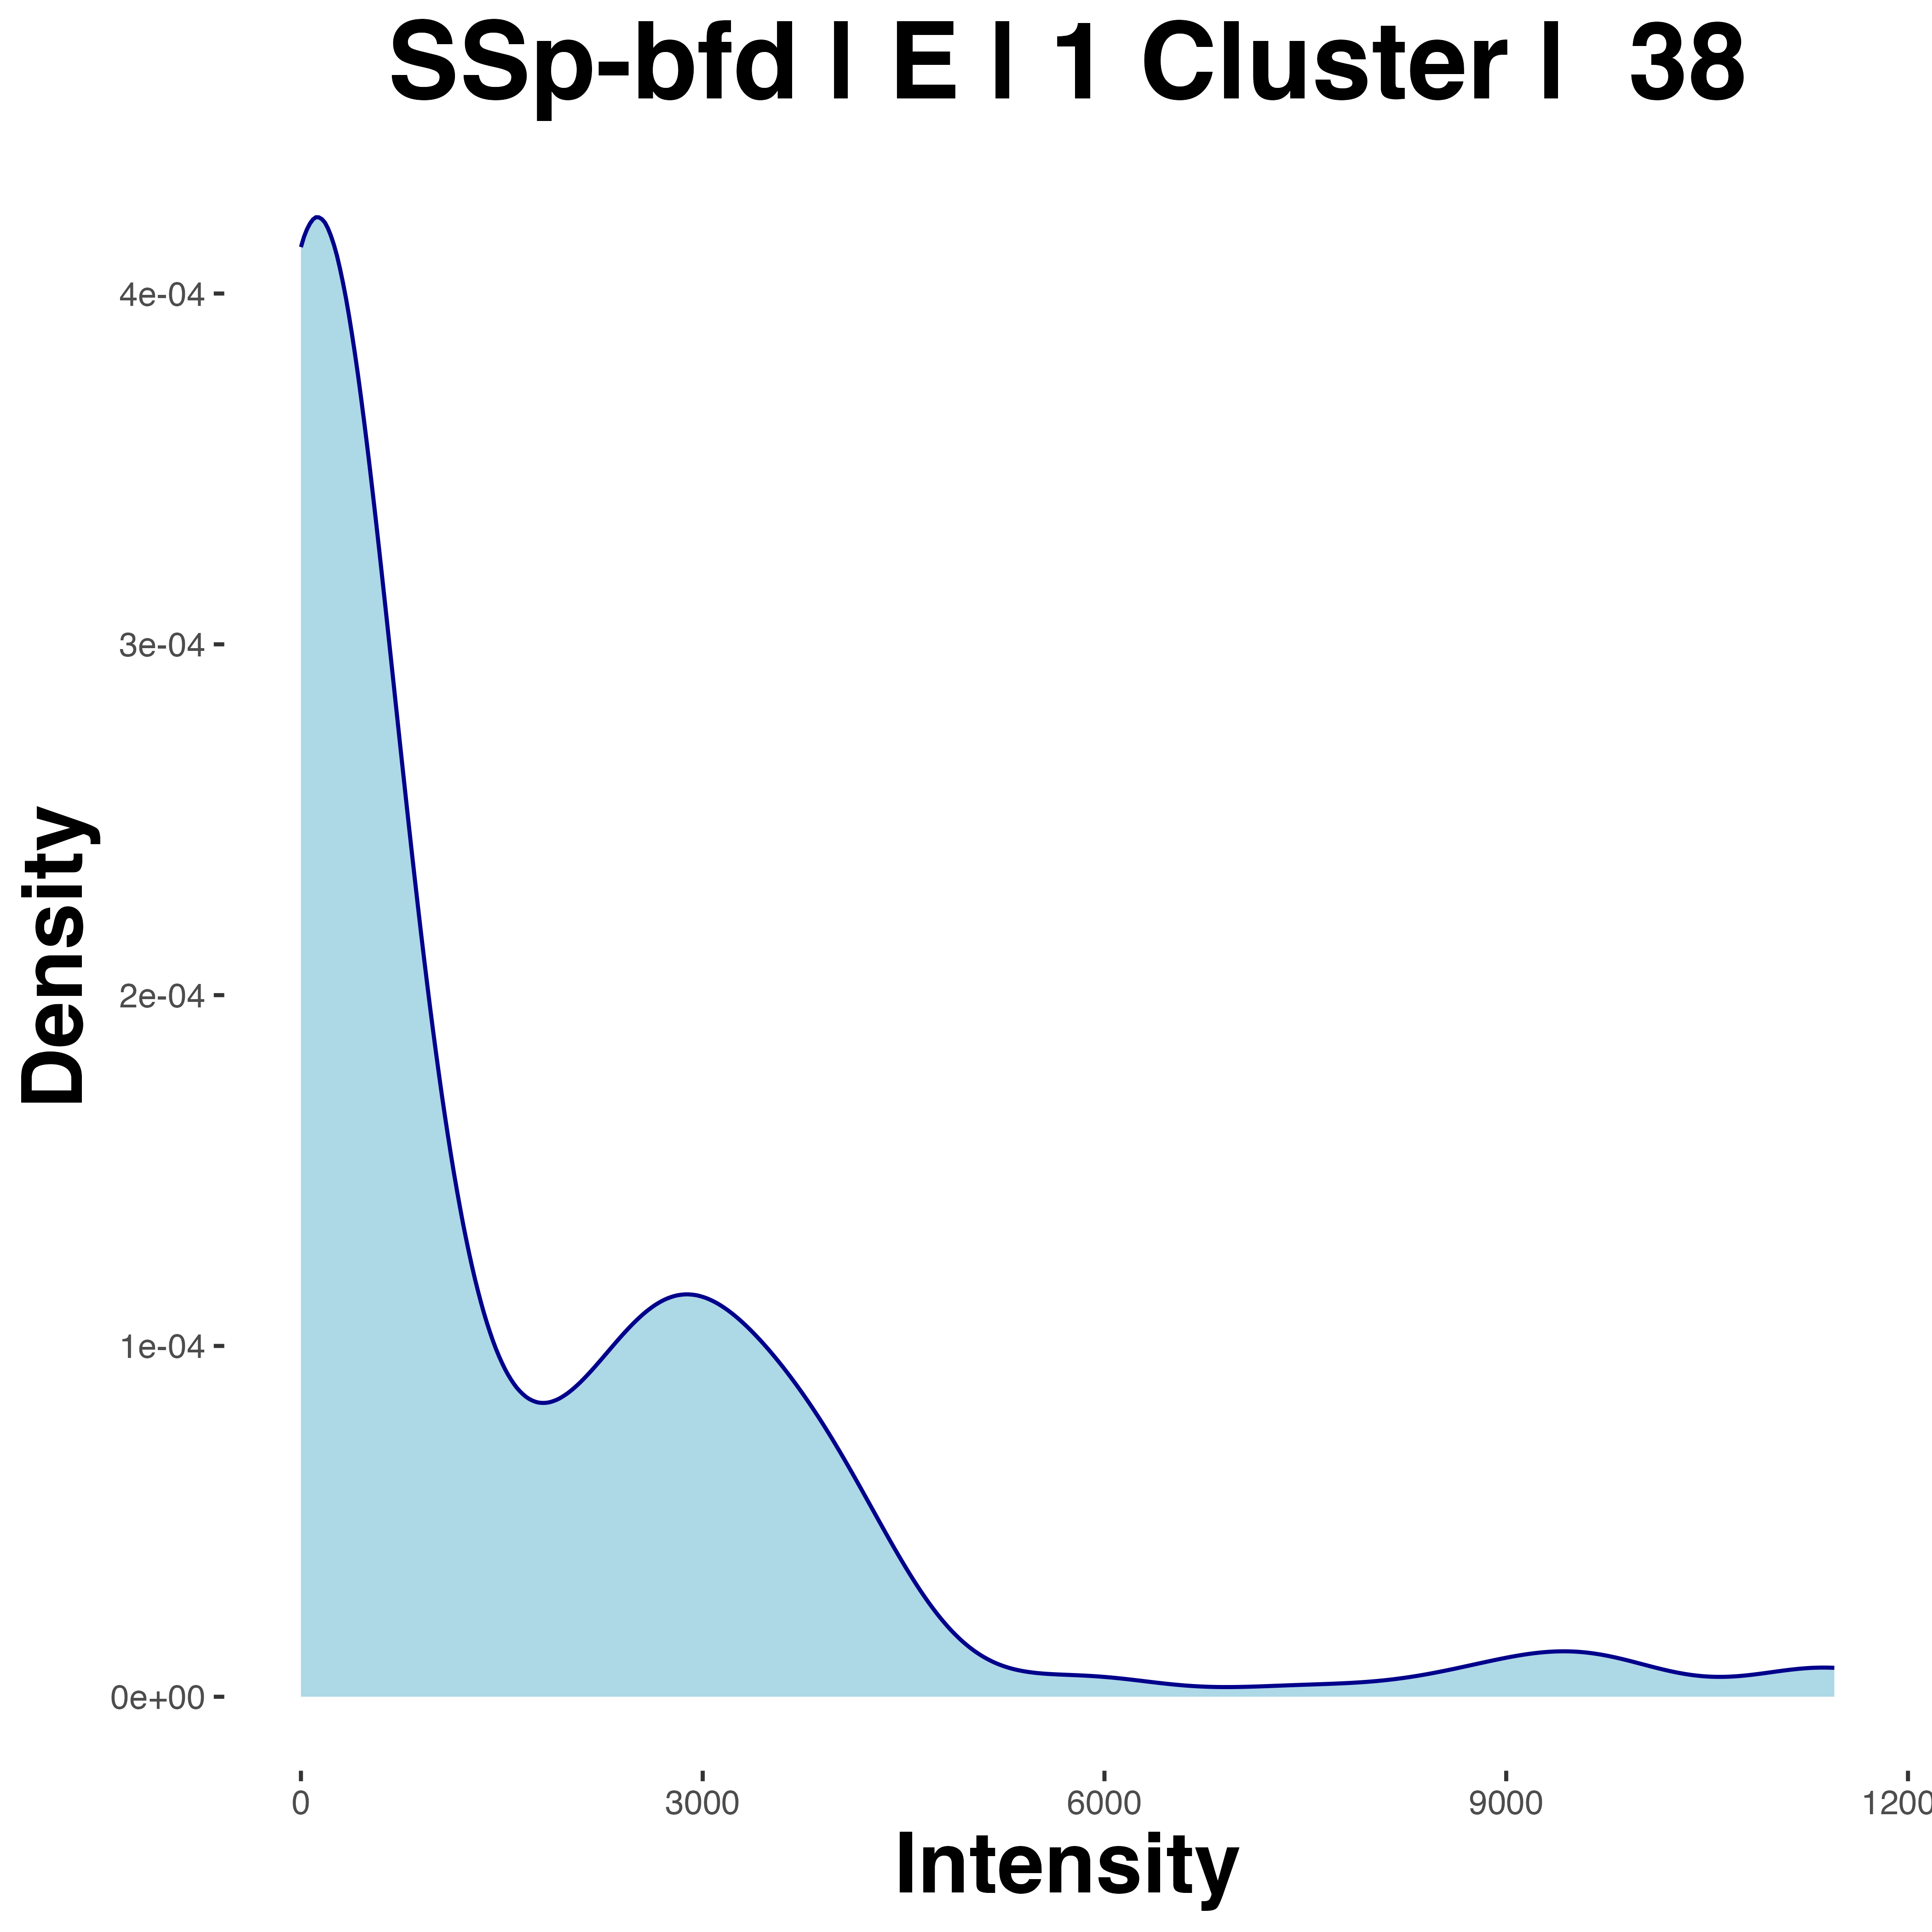 SSp-bfd | E | 1 Cluster |  38
Density
4e-04
3e-04
2e-04
1e-04
0e+00
0
3000
6000
9000
1200
Intensity